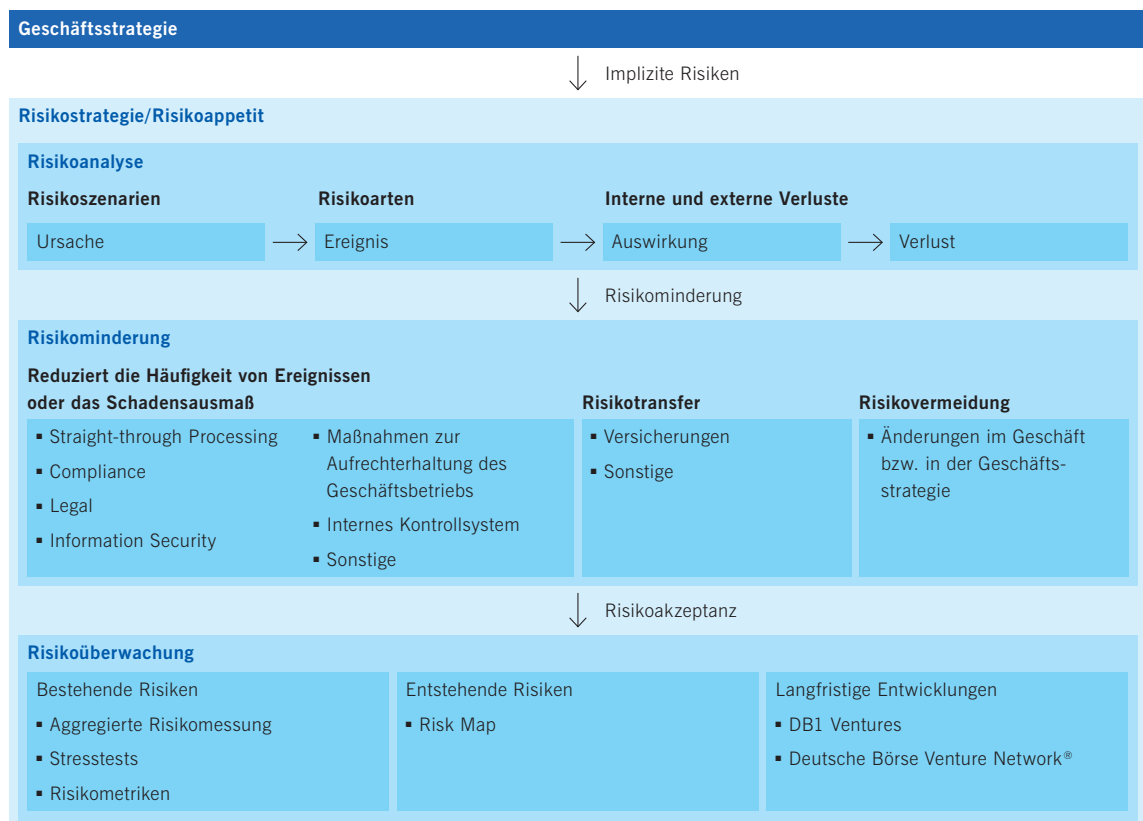 Geschäftsstrategie
Implizite Risiken
Risikostrategie/Risikoappetit
Risikoanalyse
Risikoszenarien
Risikoarten
Interne und externe Verluste
Ursache
Ereignis
Auswirkung
Verlust
Risikominderung
Risikominderung
Reduziert die Häufigkeit von Ereignissen
oder das Schadensausmaß
▪ Straight-through Processing
▪ Compliance
▪ Legal
▪ Information Security
▪ Maßnahmen zur
Aufrechterhaltung des
Geschäftsbetriebs
▪ Internes Kontrollsystem
▪ Sonstige
Risikotransfer
▪ Versicherungen
▪ Sonstige
Risikovermeidung
▪ Änderungen im Geschäft
bzw. in der Geschäfts-
strategie
Risikoakzeptanz
Risikoüberwachung
Bestehende Risiken
▪ Aggregierte Risikomessung
▪ Stresstests
▪ Risikometriken
Entstehende Risiken
▪ Risk Map
Langfristige Entwicklungen
▪ DB1 Ventures
▪ Deutsche Börse Venture Network®